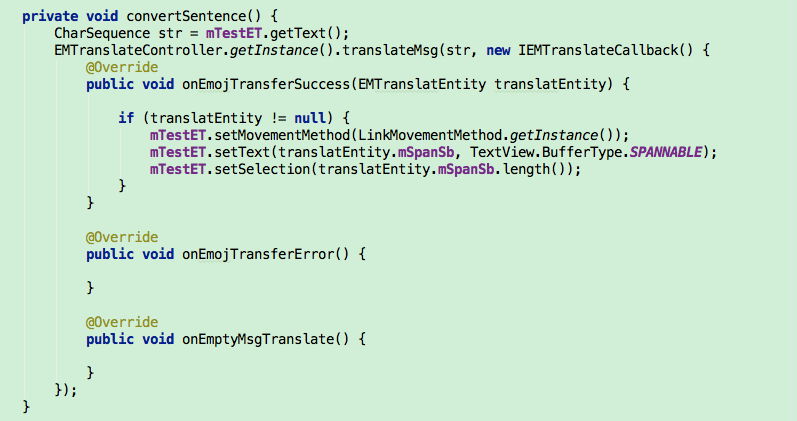 private void convertSentence() {
CharSequence str = mTestET.getText();
EMTranslateController.getInstance().translateMsg(str, new IEMTranslateCallback() {
@Override
public void onEmojTransferSuccess(EMTranslatEntity translatEntity) {
if (translatEntity != null) {
mTestET.setMovementMethod(LinkMovementMethod.getInstance());
mTestET.setText(translatEntity.mSpanSb, TextView.BufferType.SPANNABLE);
mTestET.setSelection(translatEntity.mSpanSb.length());
}
}
@Override
public void onEmojTransferError() {
}
@Override
public void onEmptyMsgTranslate() {
}
});
}